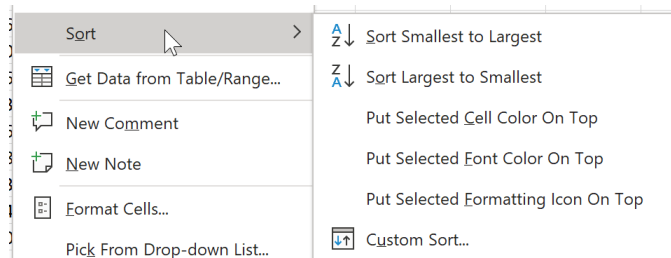 Sort
Get Data from Table/Range...
New Comment
New Note
Format Cells...
Pick From Drop-down List...
Sort Smallest to Largest
Sort Largest to Smallest
Put Selected Cell Color On Top
Put Selected Font Color On Top
Put Selected Formatting Icon On Top
Custom Sort...